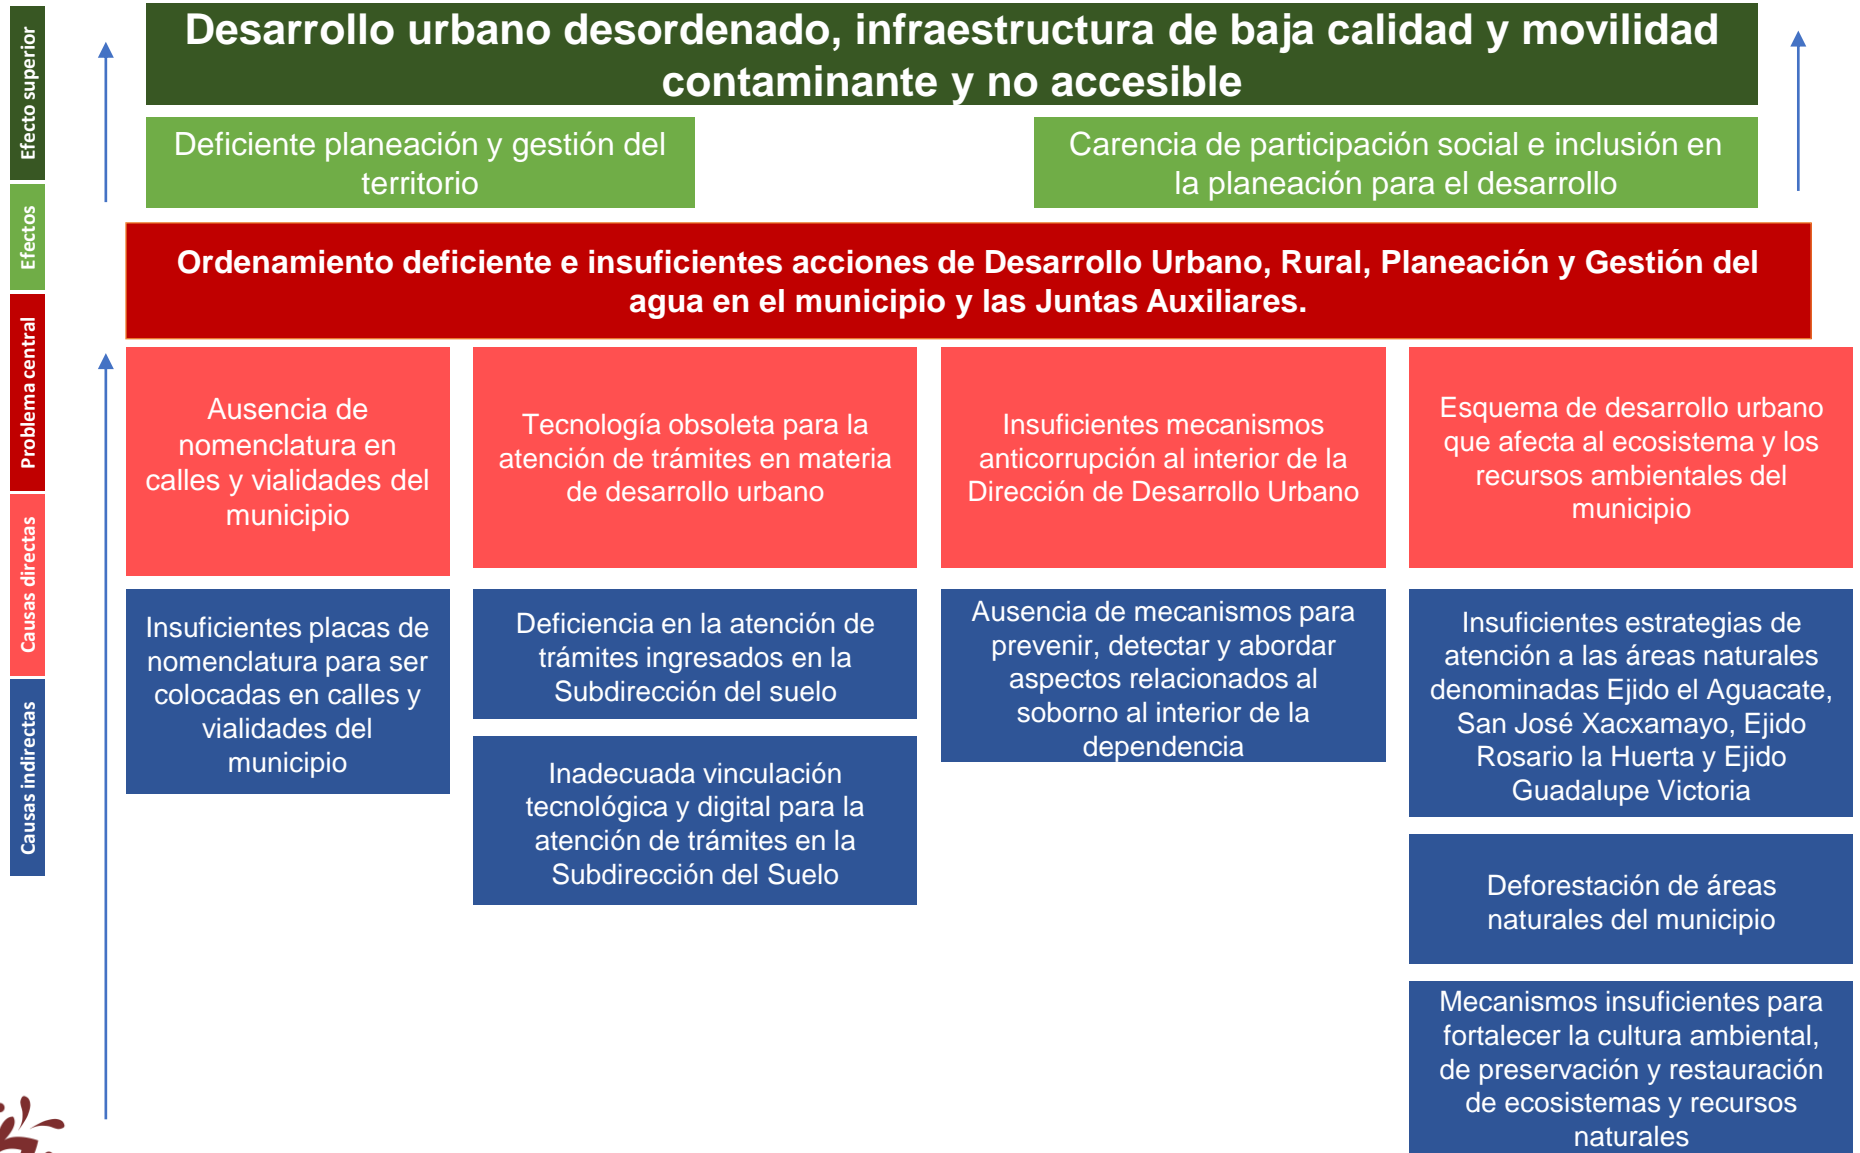 Efecto superior
Efectos
Problema central
Causas directas
Causas indirectas
Desarrollo urbano desordenado, infraestructura de baja calidad y movilidad
contaminante y no accesible
Deficiente planeación y gestión del
territorio
Carencia de participación social e inclusión en
la planeación para el desarrollo
Ordenamiento deficiente e insuficientes acciones de Desarrollo Urbano, Rural, Planeación y Gestión del
agua en el municipio y las Juntas Auxiliares.
Ausencia de
nomenclatura en
calles y vialidades del
municipio
Tecnología obsoleta para la
atención de trámites en materia
de desarrollo urbano
Insuficientes mecanismos
anticorrupción al interior de la
Dirección de Desarrollo Urbano
Esquema de desarrollo urbano
que afecta al ecosistema y los
recursos ambientales del
municipio
Insuficientes placas de
nomenclatura para ser
colocadas en calles y
vialidades del
municipio
Deficiencia en la atención de
trámites ingresados en la
Subdirección del suelo
Inadecuada vinculación
tecnológica y digital para la
atención de trámites en la
Subdirección del Suelo
Ausencia de mecanismos para
prevenir, detectar y abordar
aspectos relacionados al
soborno al interior de la
dependencia
Insuficientes estrategias de
atención a las áreas naturales
denominadas Ejido el Aguacate,
San José Xacxamayo, Ejido
Rosario la Huerta y Ejido
Guadalupe Victoria
Deforestación de áreas
naturales del municipio
Mecanismos insuficientes para
fortalecer la cultura ambiental,
de preservación y restauración
de ecosistemas y recursos
naturales